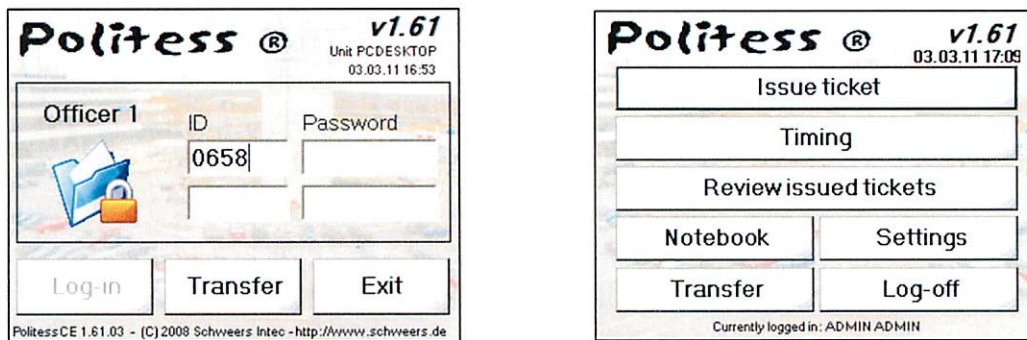 Politess ® v1.61
Unit PCDESKTOP
03.03.11 16:53
Officer 1
ID Password
0658
Log-in Transfer Exit
PolitessCE 1.61.03 - (C) 2008 Schweers Intec - http://www.schweers.de
Politess ® v1.61
03.03.11 17:09
Issue ticket
Timing
Review issued tickets
Notebook Settings
Transfer Log-off
Currently logged in: ADMIN ADMIN